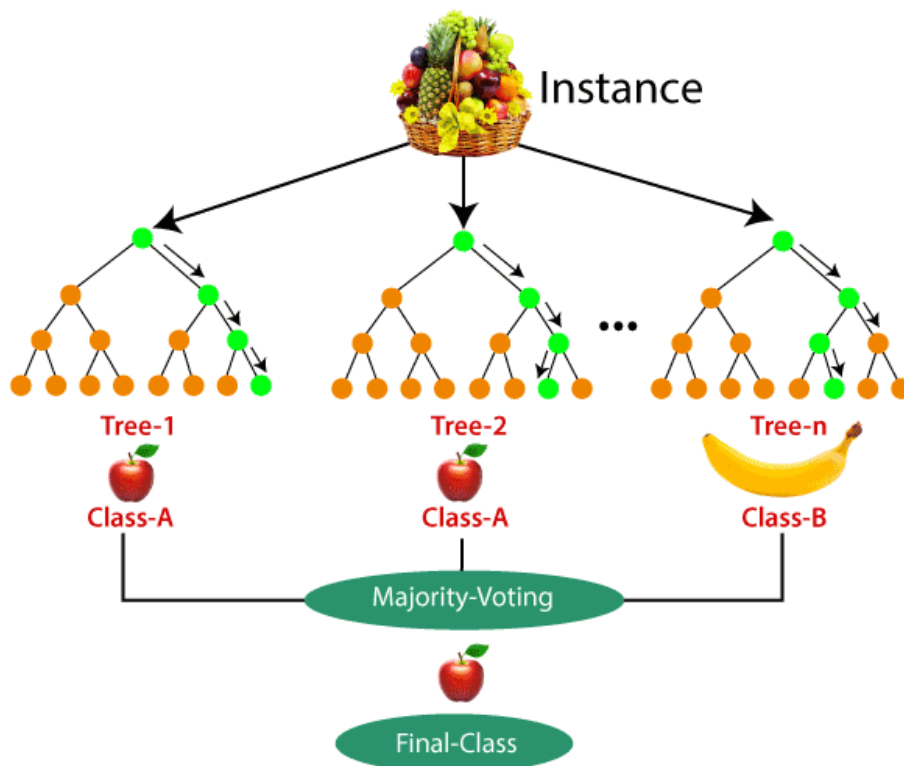 Instance
...
Tree-1
Tree-2
Tree-n
Class-A
Class-A
Class-B
Majority-Voting
Final-Class